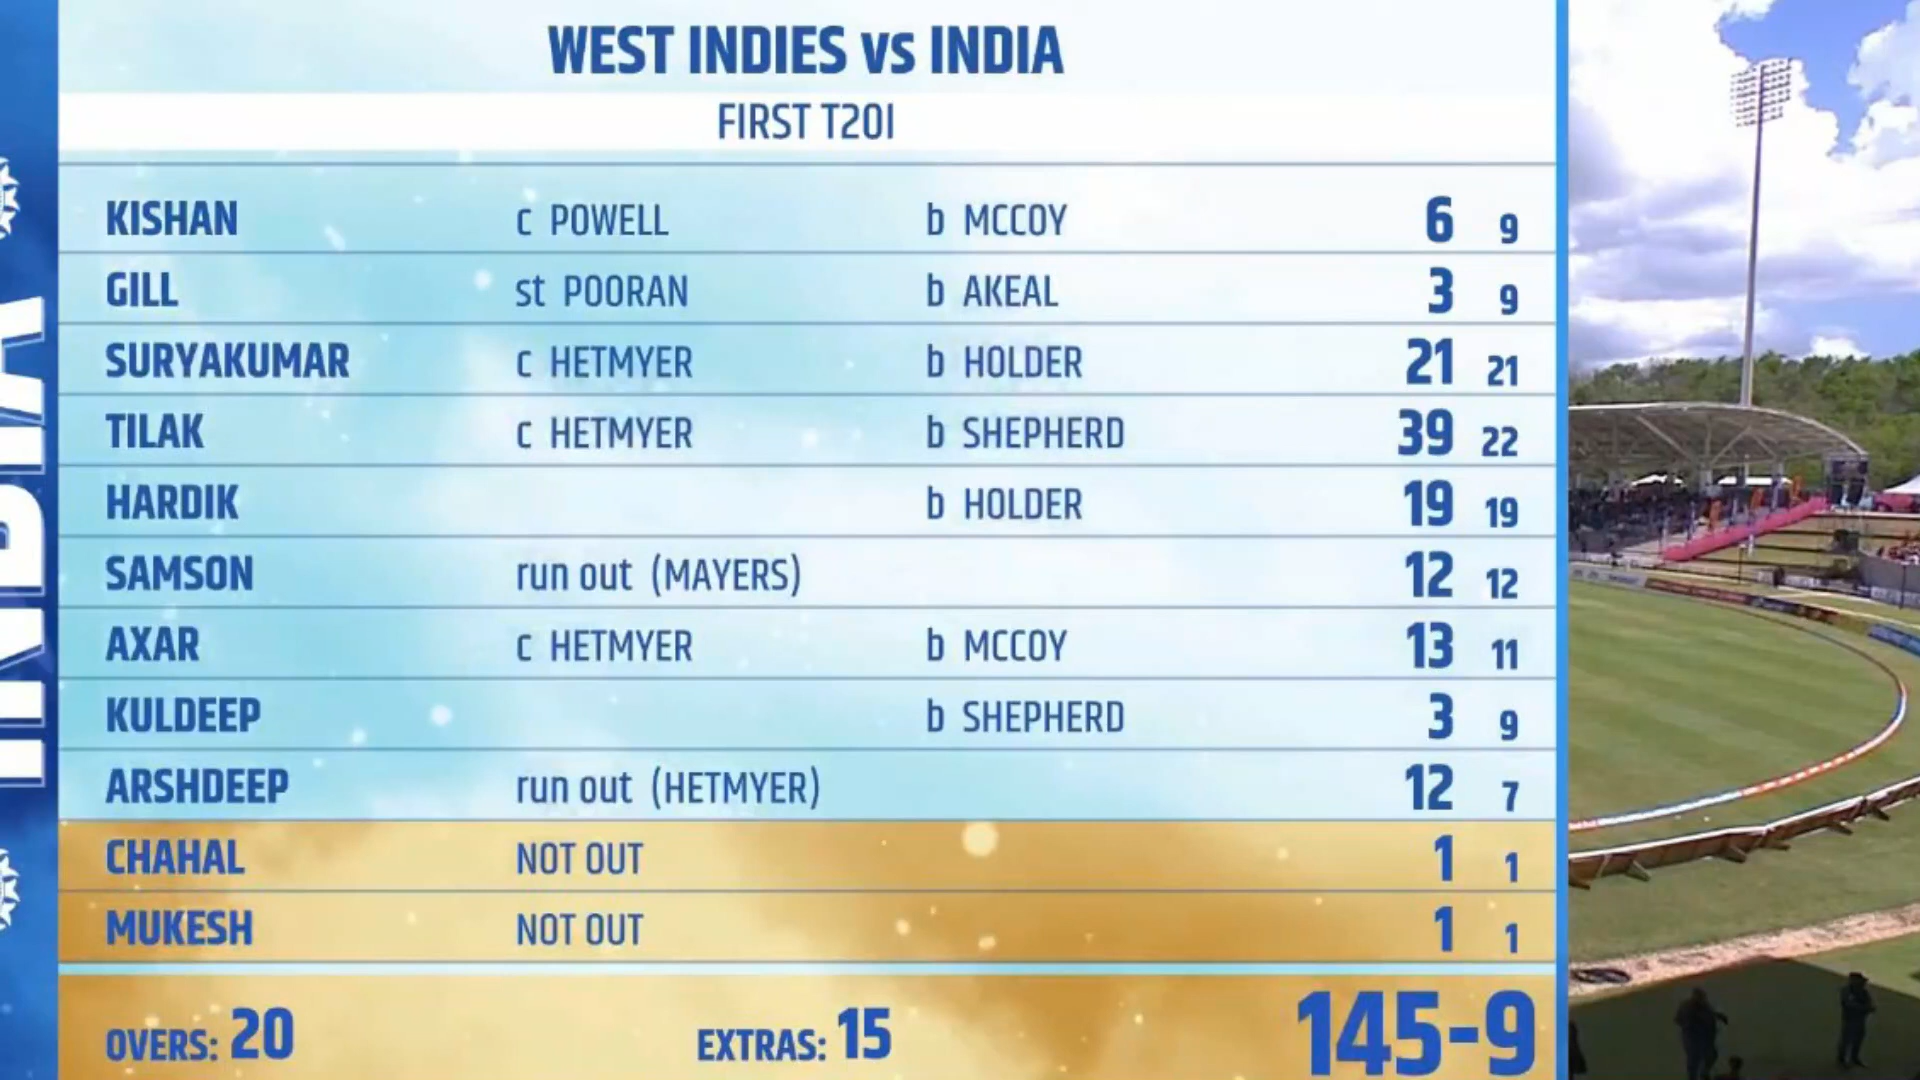 WEST INDIES vs INDIA
FIRST T20I
KISHAN c POWELL b MCCOY 6 9
GILL st POORAN b AKEAL 3 9
SURYAKUMAR c HETMYER b HOLDER 21 21
TILAK c HETMYER b SHEPHERD 39 22
HARDIK b HOLDER 19 19
SAMSON run out (MAYERS) 12 12
AXAR c HETMYER b MCCOY 13 11
KULDEEP b SHEPHERD 3 9
ARSHDEEP run out (HETMYER) 12 7
CHAHAL NOT OUT 1 1
MUKESH NOT OUT 1 1
OVERS: 20 EXTRAS: 15 145-9
INDIA